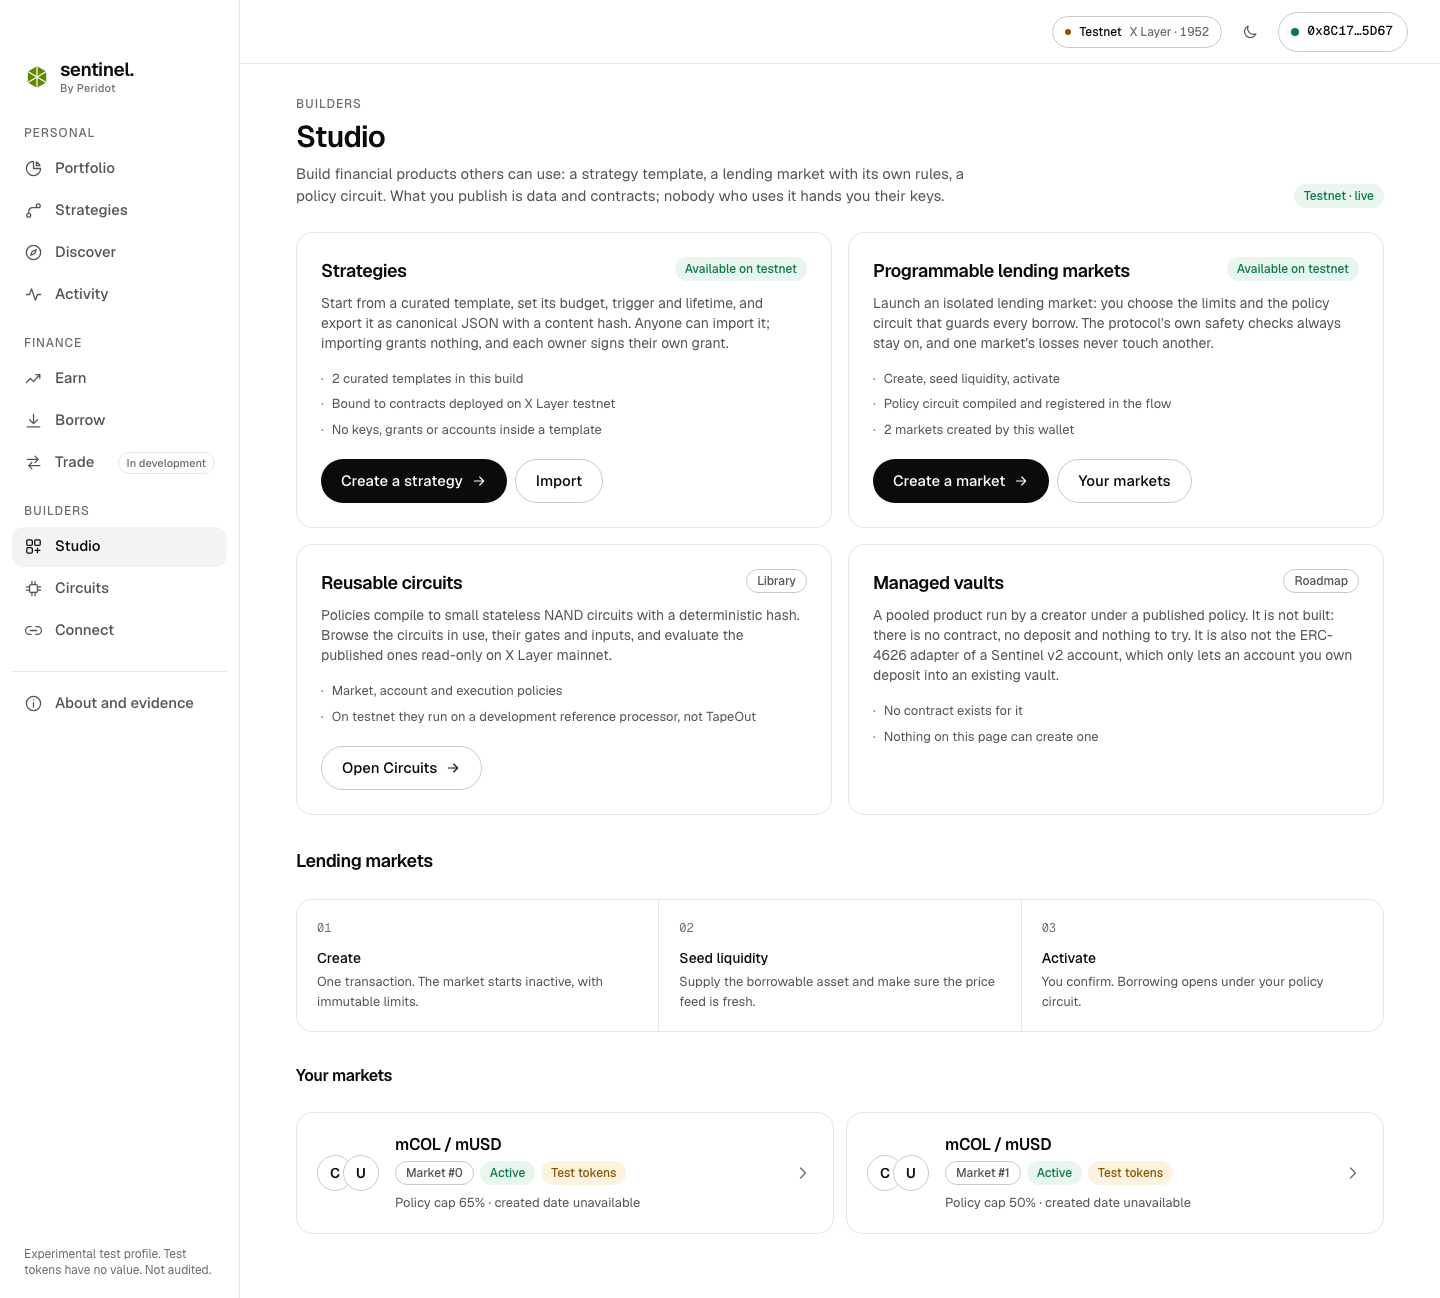 Testnet X Layer · 1952
0x8C17…5D67
sentinel.
By Peridot
PERSONAL
Portfolio
Strategies
Discover
Activity
FINANCE
Earn
Borrow
Trade In development
BUILDERS
Studio
Circuits
Connect
About and evidence
Experimental test profile. Test
tokens have no value. Not audited.
BUILDERS
Studio
Build financial products others can use: a strategy template, a lending market with its own rules, a
policy circuit. What you publish is data and contracts; nobody who uses it hands you their keys.
Testnet · live
Strategies
Available on testnet
Start from a curated template, set its budget, trigger and lifetime, and
export it as canonical JSON with a content hash. Anyone can import it;
importing grants nothing, and each owner signs their own grant.
· 2 curated templates in this build
· Bound to contracts deployed on X Layer testnet
· No keys, grants or accounts inside a template
Create a strategy →
Import
Programmable lending markets
Available on testnet
Launch an isolated lending market: you choose the limits and the policy
circuit that guards every borrow. The protocol's own safety checks always
stay on, and one market's losses never touch another.
· Create, seed liquidity, activate
· Policy circuit compiled and registered in the flow
· 2 markets created by this wallet
Create a market →
Your markets
Reusable circuits
Library
Policies compile to small stateless NAND circuits with a deterministic hash.
Browse the circuits in use, their gates and inputs, and evaluate the
published ones read-only on X Layer mainnet.
· Market, account and execution policies
· On testnet they run on a development reference processor, not TapeOut
Open Circuits →
Managed vaults
Roadmap
A pooled product run by a creator under a published policy. It is not built:
there is no contract, no deposit and nothing to try. It is also not the ERC-
4626 adapter of a Sentinel v2 account, which only lets an account you own
deposit into an existing vault.
· No contract exists for it
· Nothing on this page can create one
Lending markets
01
Create
One transaction. The market starts inactive, with
immutable limits.
02
Seed liquidity
Supply the borrowable asset and make sure the price
feed is fresh.
03
Activate
You confirm. Borrowing opens under your policy
circuit.
Your markets
C U
mCOL / mUSD
Market #0 Active Test tokens
Policy cap 65% · created date unavailable
C U
mCOL / mUSD
Market #1 Active Test tokens
Policy cap 50% · created date unavailable